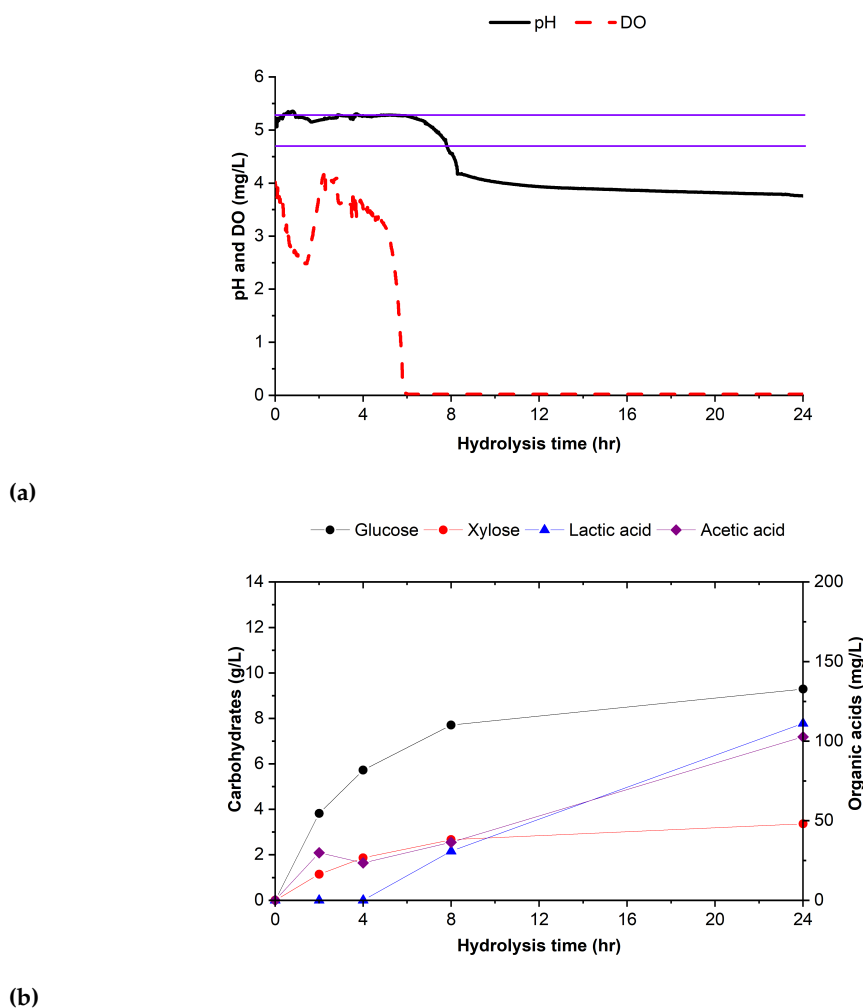 pH DO
6
5
4
3
2
1
0
pH and DO (mg/L)
0 4 8 12 16 20 24
Hydrolysis time (hr)
(a)
Glucose Xylose Lactic acid Acetic acid
14
12
10
8
6
4
2
0
Carbohydrates (g/L)
200
150
100
50
0
Organic acids (mg/L)
0 4 8 12 16 20 24
Hydrolysis time (hr)
(b)